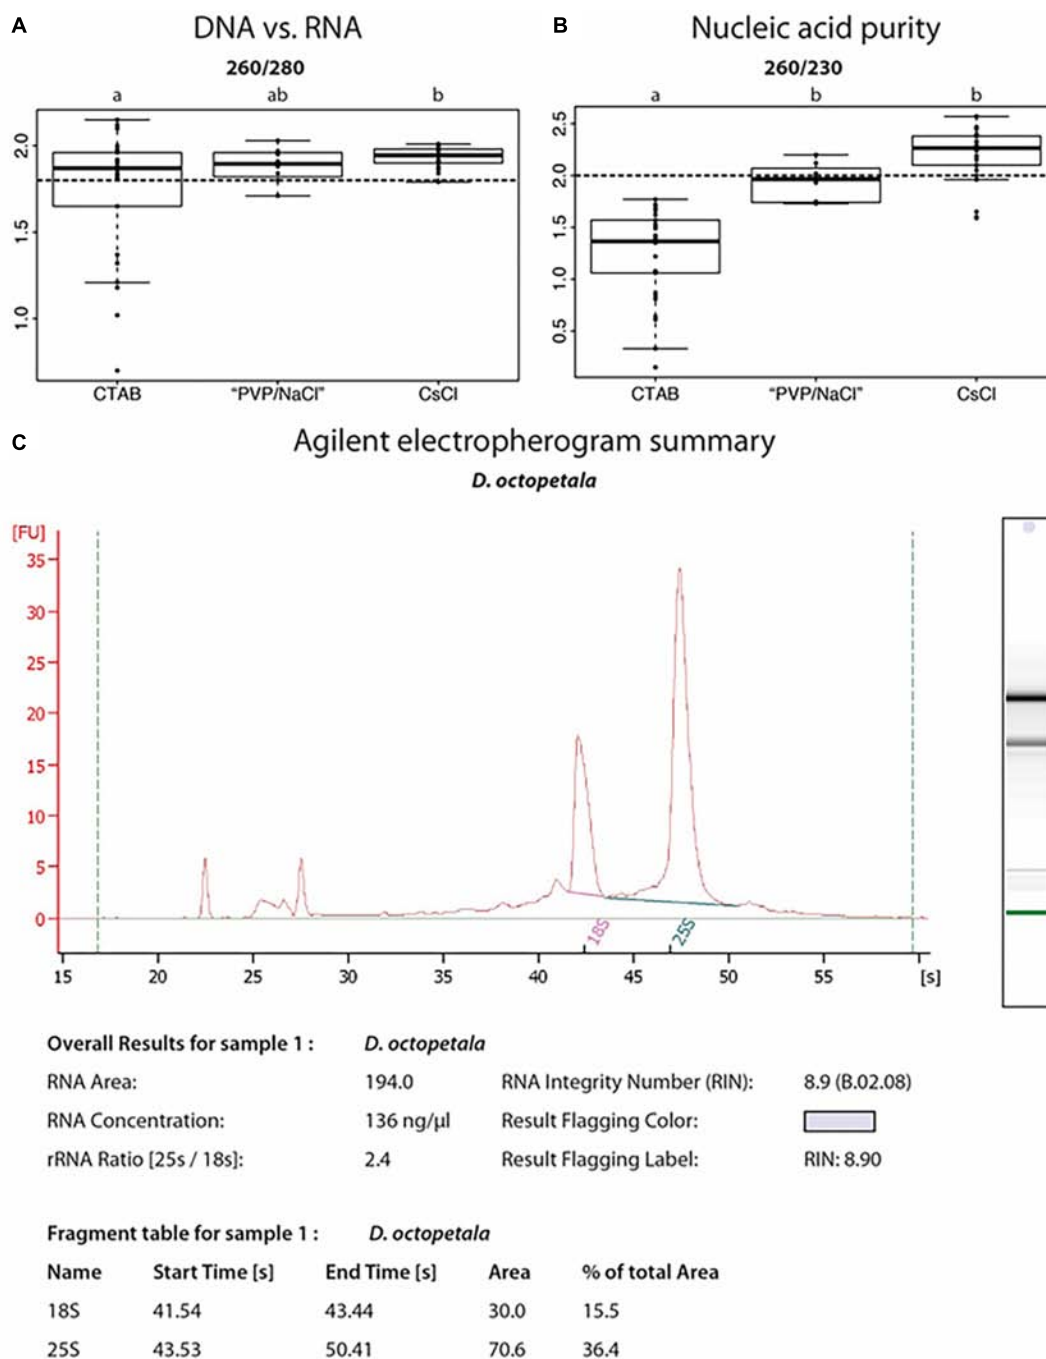 A DNA vs. RNA
260/280
a ab b
2.0
1.5
1.0
CTAB "PVP/NaCl" CsCl
B Nucleic acid purity
260/230
a b b
2.5
2.0
1.5
1.0
0.5
CTAB "PVP/NaCl" CsCl
C Agilent electropherogram summary
D. octopetala
[FU]
35
30
25
20
15
10
5
0
18S 25S
15 20 25 30 35 40 45 50 55 [s]
Overall Results for sample 1 : D. octopetala
RNA Area: 194.0 RNA Integrity Number (RIN): 8.9 (B.02.08)
RNA Concentration: 136 ng/µl Result Flagging Color:
rRNA Ratio [25s / 18s]: 2.4 Result Flagging Label: RIN: 8.90
Fragment table for sample 1 : D. octopetala
Name Start Time [s] End Time [s] Area % of total Area
18S 41.54 43.44 30.0 15.5
25S 43.53 50.41 70.6 36.4